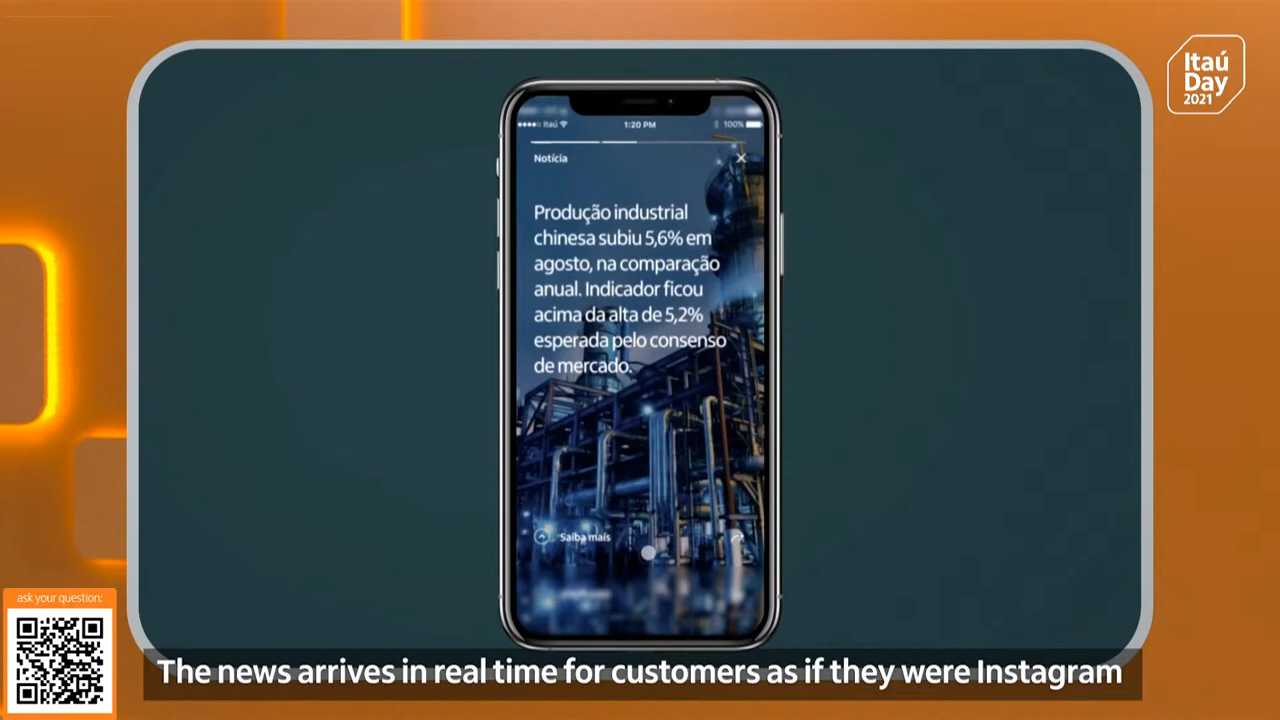 Itaú
Day
2021
Itaú
1:20 PM
100%
Notícia
Produção industrial
chinesa subiu 5,6% em
agosto, na comparação
anual. Indicador ficou
acima da alta de 5,2%
esperada pelo consenso
de mercado.
Saiba mais
ask your question:
The news arrives in real time for customers as if they were Instagram